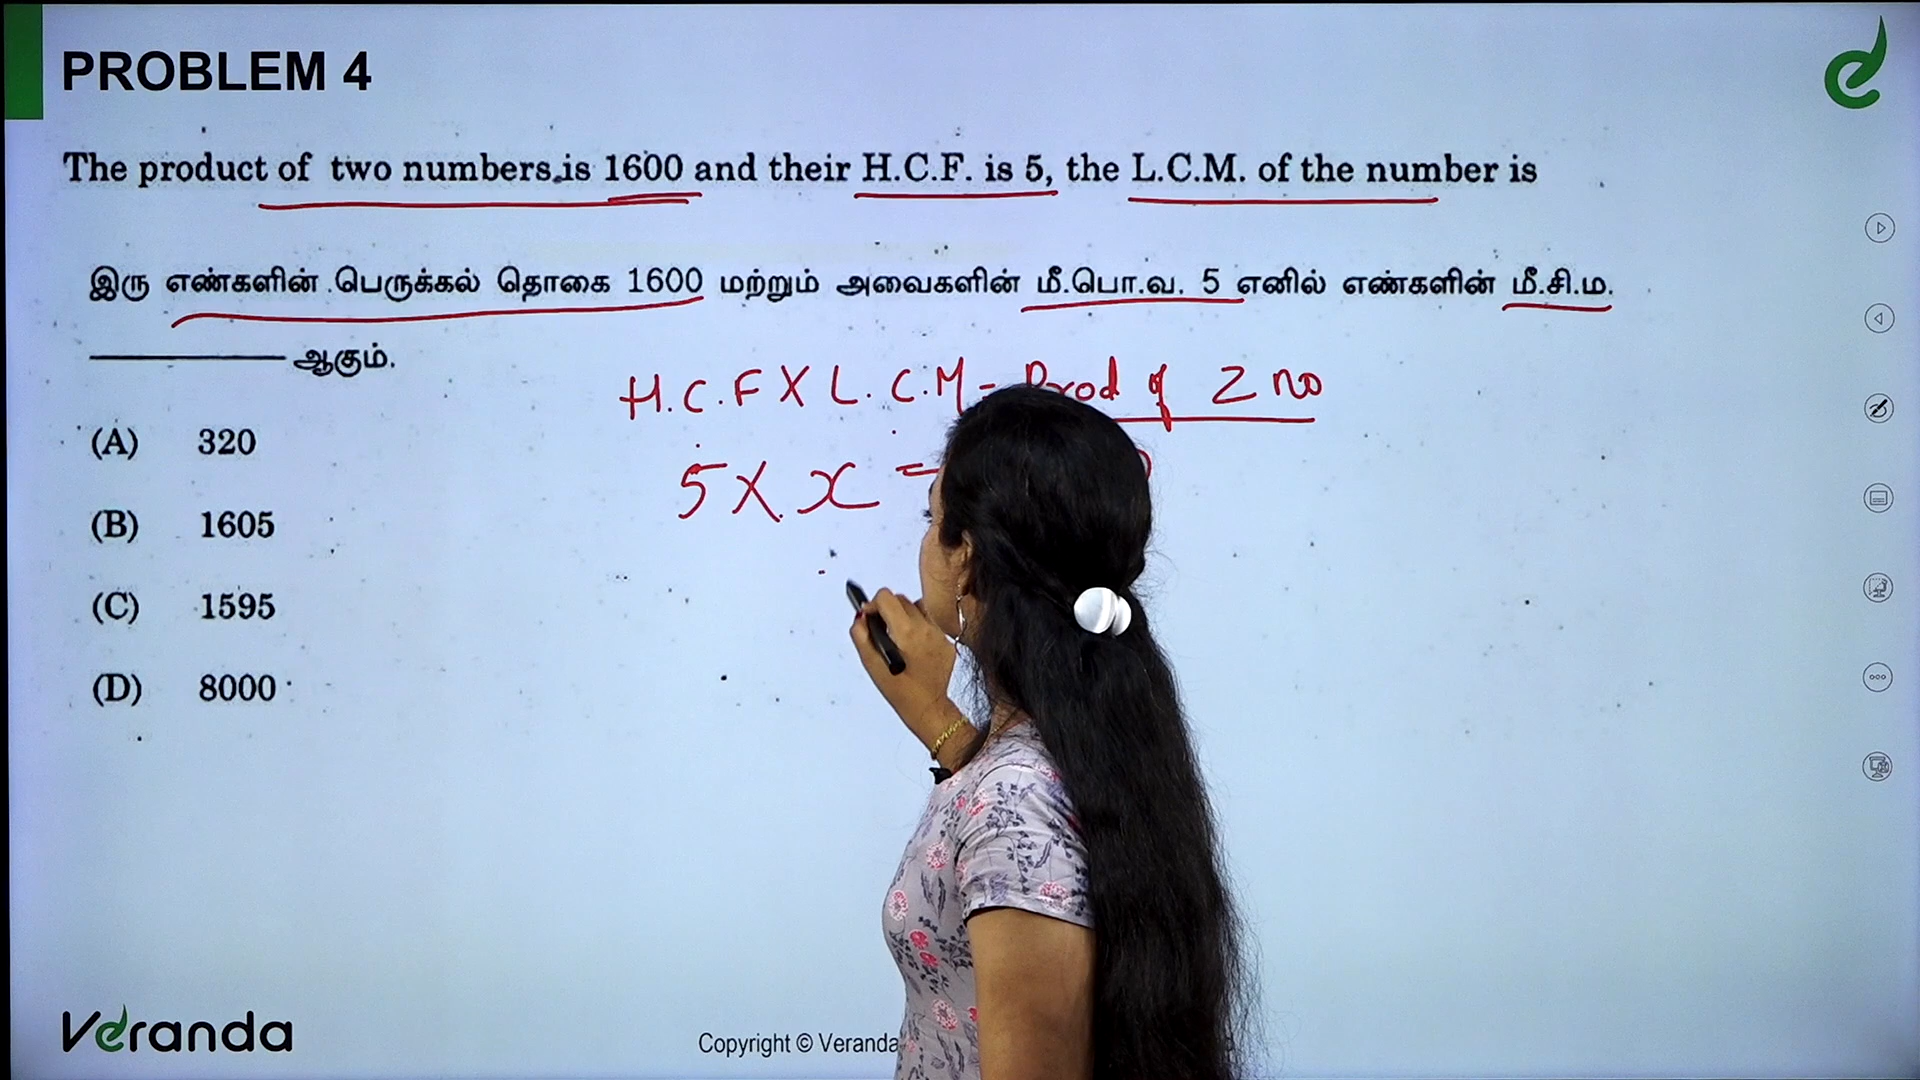 PROBLEM 4
The product of two numbers is 1600 and their H.C.F. is 5, the L.C.M. of the number is
இரு எண்களின் பெருக்கல் தொகை 1600 மற்றும் அவைகளின் மீ.பொ.வ. 5 எனில் எண்களின் மீ.சி.ம.
ஆகும்.
H.C.F X L.C.M = Prod of 2 no
5 X x =
(A) 320
(B) 1605
(C) 1595
(D) 8000
Veranda
Copyright © Veranda